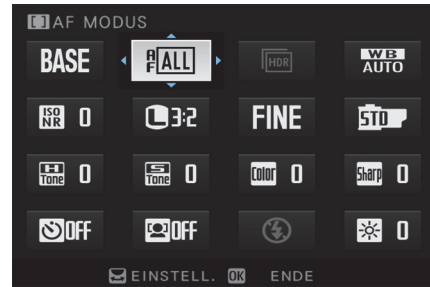 AF MODUS
BASE AF ALL HDR WB AUTO
ISO NR 0 L 3:2 FINE STD
H Tone 0 S Tone 0 Color 0 Sharp 0
OFF OFF 0
EINSTELL. OK ENDE